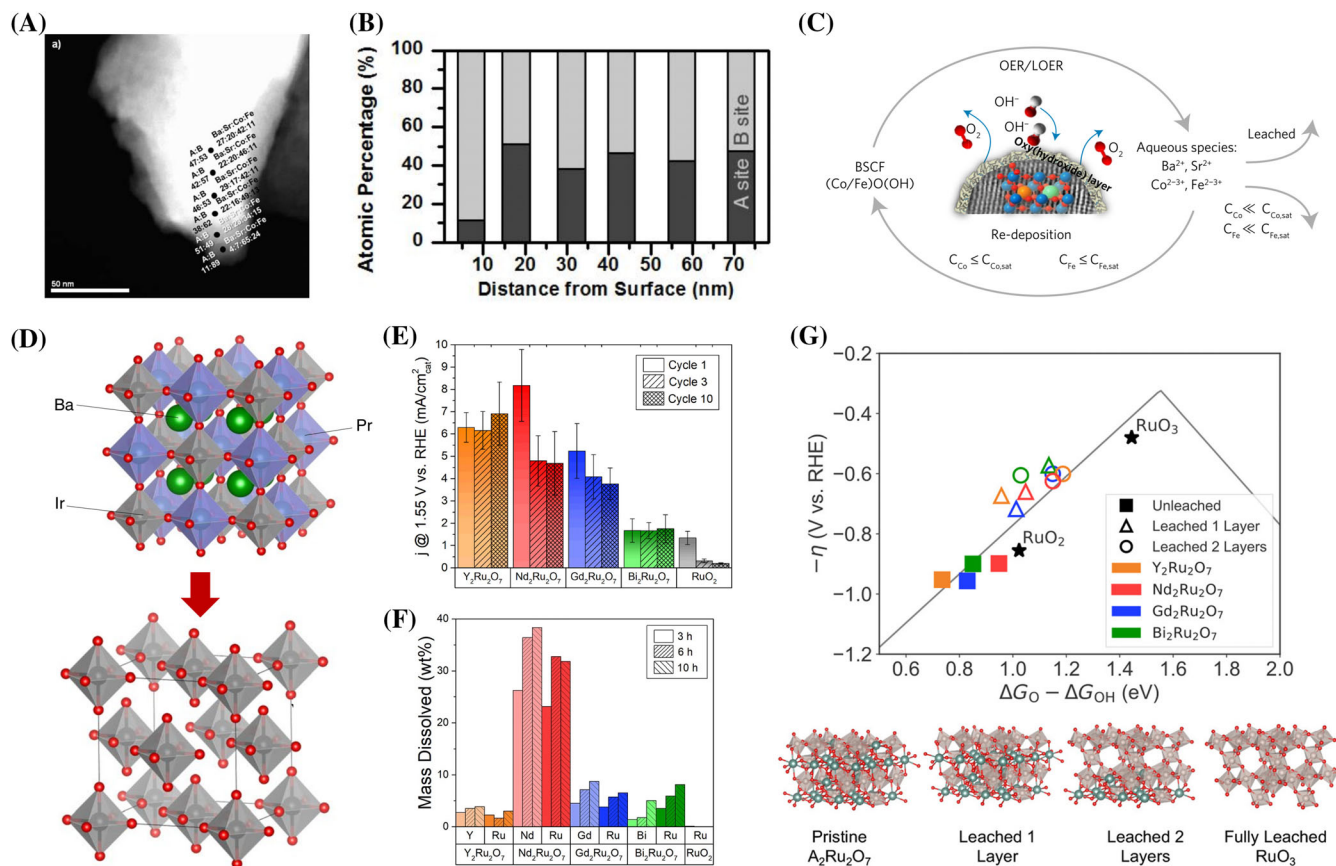 (A)
a)
Ba:Sr:Co:Fe
A:B 27:20:42:11
47:53 Ba:Sr:Co:Fe
A:B 22:20:46:11
42:57 Ba:Sr:Co:Fe
A:B 29:17:42:11
46:53 Ba:Sr:Co:Fe
A:B
38:62 Ba:Sr:Co:Fe
A:B
51:49 Ba:Sr:Co:Fe
A:B 4:7:65:24
11:89
50 nm
(B)
Atomic Percentage (%)
100
80
60
40
20
0
B site
A site
10 20 30 40 50 60 70
Distance from Surface (nm)
(C)
OER/LOER
OH⁻
OH⁻
O₂
O₂
Oxy(hydroxide) layer
BSCF
(Co/Fe)O(OH)
Aqueous species:
Ba²⁺, Sr²⁺
Co²⁻³⁺, Fe²⁻³⁺
Leached
C_Co ≪ C_Co,sat
C_Fe ≪ C_Fe,sat
Re-deposition
C_Co ≤ C_Co,sat C_Fe ≤ C_Fe,sat
(D)
Ba
Pr
Ir
(E)
j @ 1.55 V vs. RHE (mA/cm²cat)
10
9
8
7
6
5
4
3
2
1
0
Cycle 1
Cycle 3
Cycle 10
Y₂Ru₂O₇ Nd₂Ru₂O₇ Gd₂Ru₂O₇ Bi₂Ru₂O₇ RuO₂
(F)
Mass Dissolved (wt%)
40
30
20
10
0
3 h
6 h
10 h
Y Ru Nd Ru Gd Ru Bi Ru Ru
Y₂Ru₂O₇ Nd₂Ru₂O₇ Gd₂Ru₂O₇ Bi₂Ru₂O₇ RuO₂
(G)
−η (V vs. RHE)
−0.2
−0.4
−0.6
−0.8
−1.0
−1.2
RuO₃
RuO₂
Unleached
Leached 1 Layer
Leached 2 Layers
Y₂Ru₂O₇
Nd₂Ru₂O₇
Gd₂Ru₂O₇
Bi₂Ru₂O₇
0.6 0.8 1.0 1.2 1.4 1.6 1.8 2.0
ΔG_O − ΔG_OH (eV)
Pristine Leached 1 Leached 2 Fully Leached
A₂Ru₂O₇ Layer Layers RuO₃